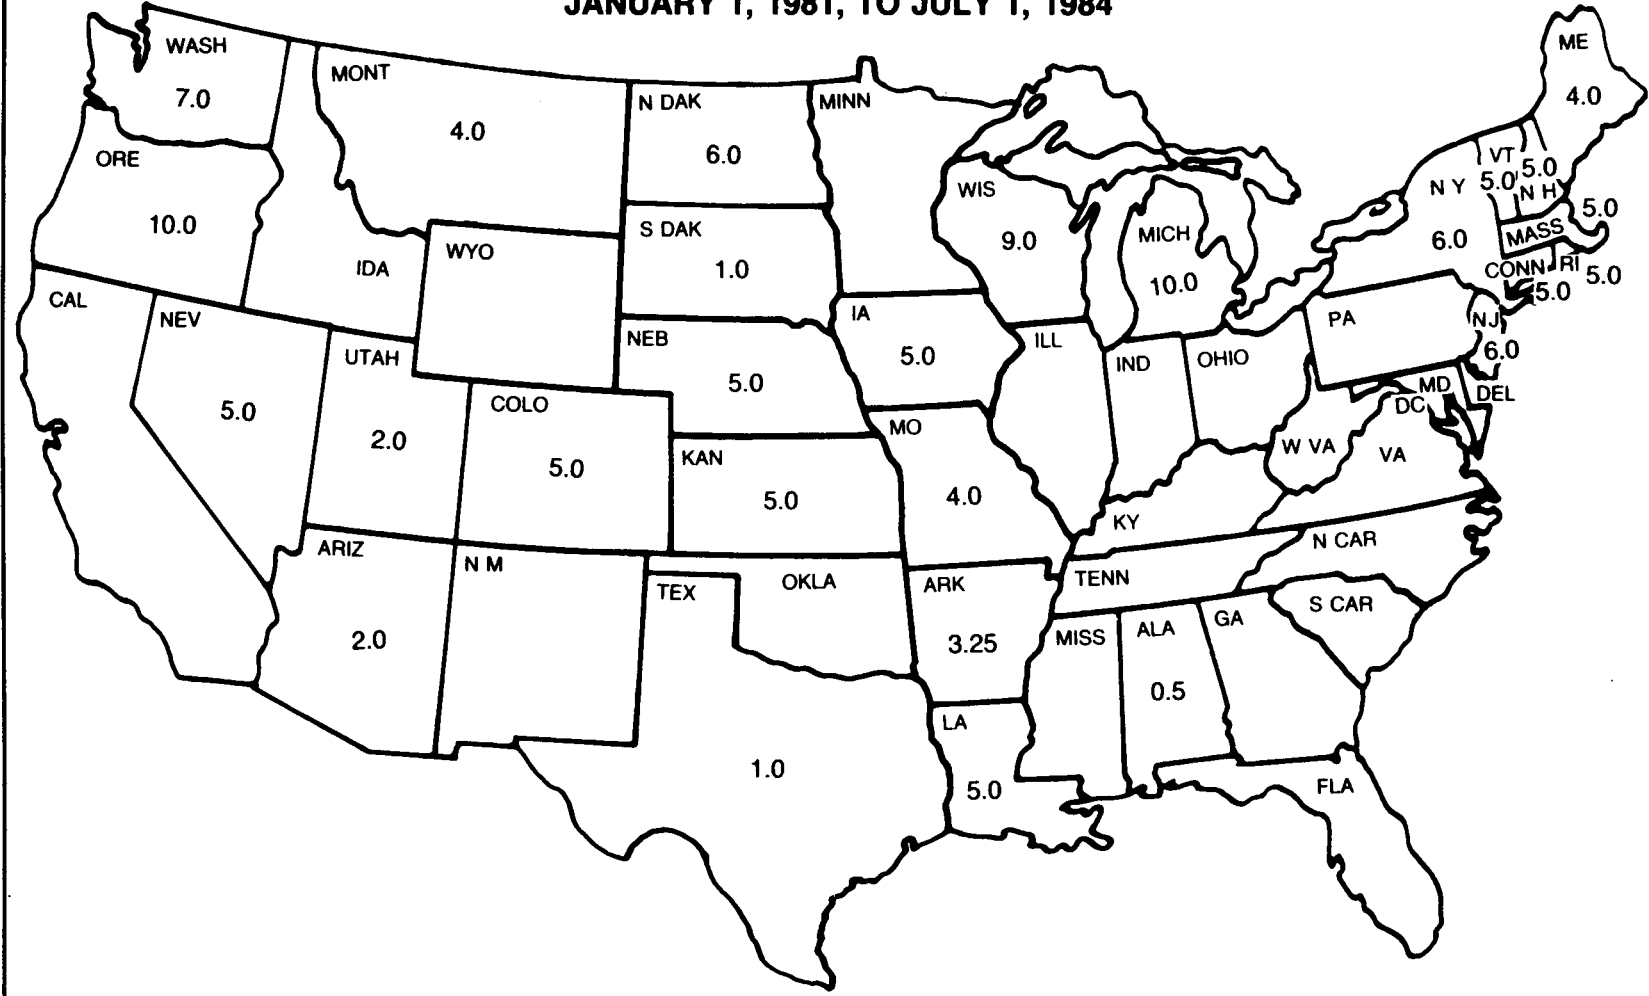 JANUARY 1, 1981, TO JULY 1, 1984
WASH
7.0
ORE
10.0
CAL
NEV
5.0
IDA
MONT
4.0
WYO
UTAH
2.0
COLO
5.0
ARIZ
2.0
N M
N DAK
6.0
S DAK
1.0
NEB
5.0
KAN
5.0
OKLA
TEX
1.0
MINN
IA
5.0
MO
4.0
ARK
3.25
LA
5.0
WIS
9.0
MICH
10.0
ILL
IND
OHIO
KY
TENN
MISS
ALA
0.5
GA
FLA
S CAR
N CAR
VA
W VA
DC
MD
DEL
PA
NJ
6.0
N Y
6.0
CONN
5.0
RI
5.0
MASS
5.0
VT
5.0
N H
5.0
ME
4.0